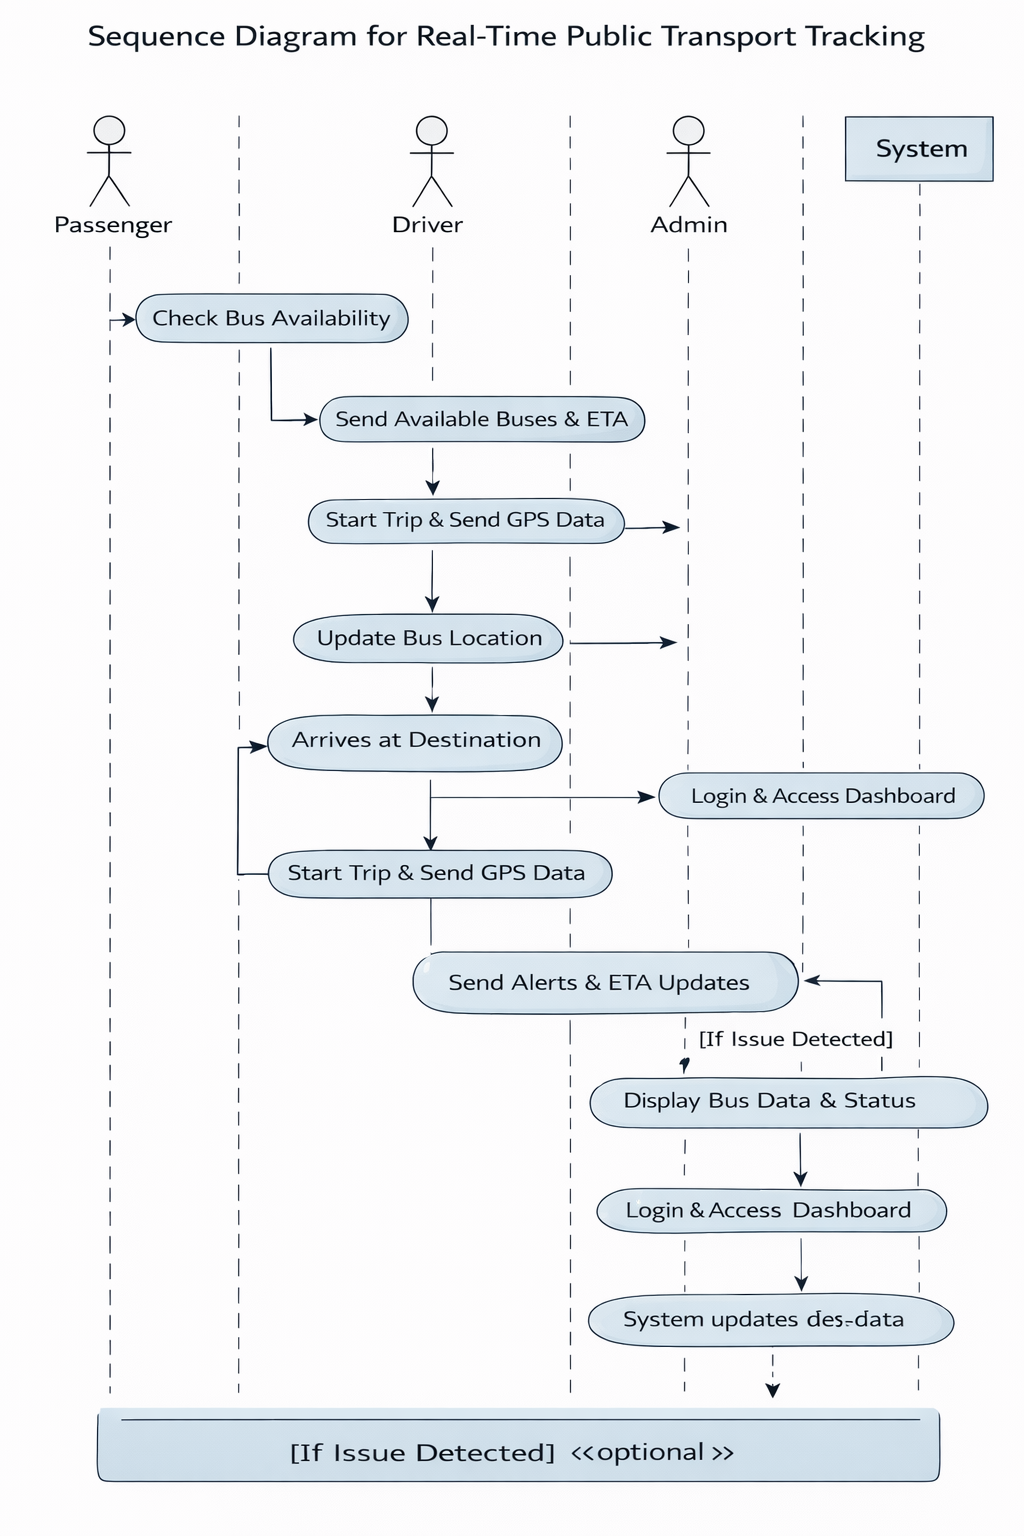 Sequence Diagram for Real-Time Public Transport Tracking
System
Passenger
Driver
Admin
Check Bus Availability
Send Available Buses & ETA
Start Trip & Send GPS Data
Update Bus Location
Arrives at Destination
Login & Access Dashboard
Start Trip & Send GPS Data
Send Alerts & ETA Updates
[If Issue Detected]
Display Bus Data & Status
Login & Access Dashboard
System updates data
[If Issue Detected] <<optional>>